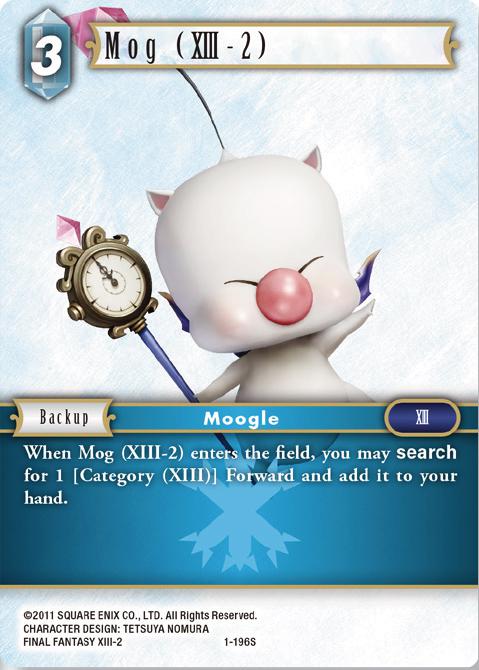 3
Mog (XIII-2)
Backup
Moogle
XIII
When Mog (XIII-2) enters the field, you may search
for 1 [Category (XIII)] Forward and add it to your
hand.
©2011 SQUARE ENIX CO., LTD. All Rights Reserved.
CHARACTER DESIGN: TETSUYA NOMURA
FINAL FANTASY XIII-2 1-196S